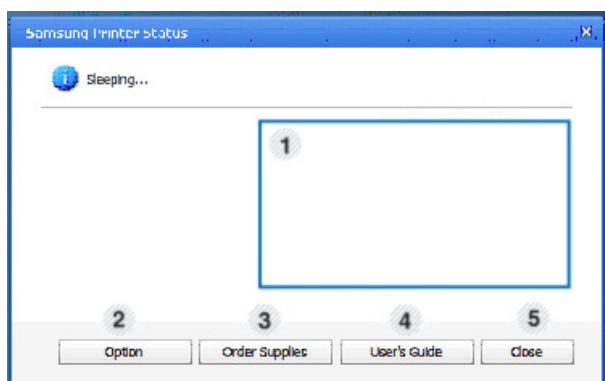 Samsung Printer Status
Sleeping...
1
2 3 4 5
Option Order Supplies User's Guide Close